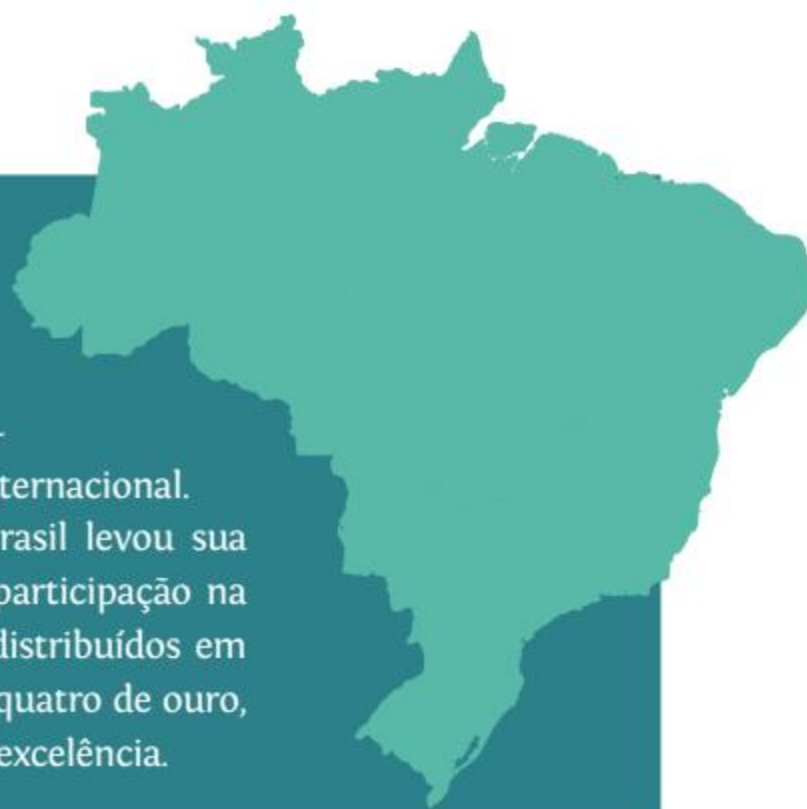 ternacional.
rasil levou sua
participação na
distribuídos em
quatro de ouro,
excelência.